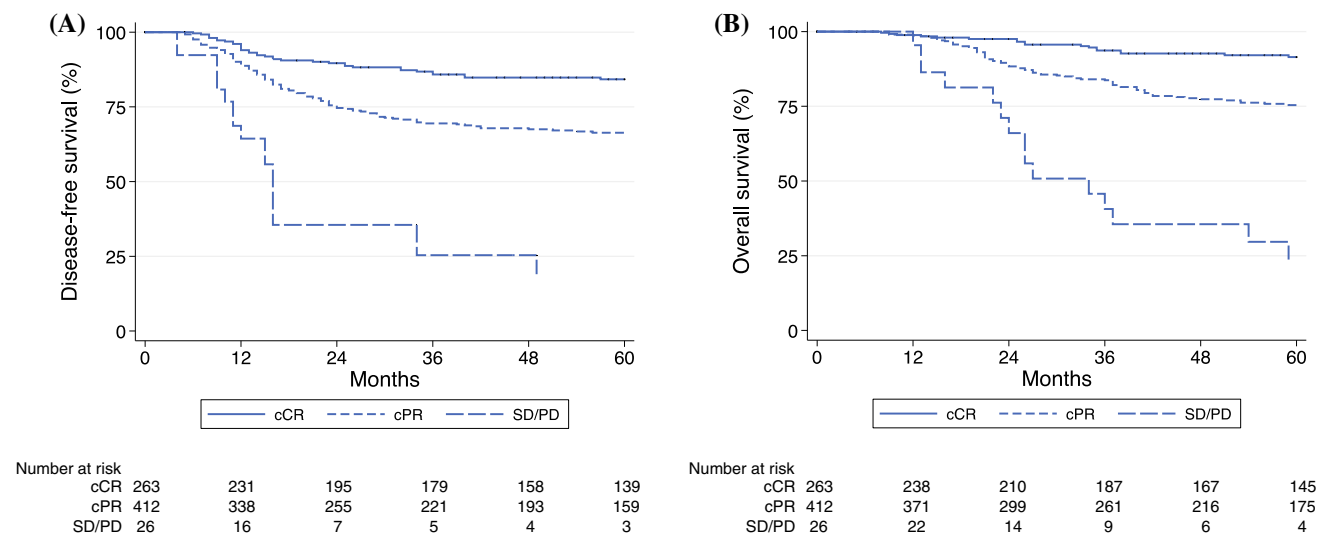 (A)
Disease-free survival (%)
100
75
50
25
0
0 12 24 36 48 60
Months
cCR cPR SD/PD
Number at risk
cCR 263 231 195 179 158 139
cPR 412 338 255 221 193 159
SD/PD 26 16 7 5 4 3
(B)
Overall survival (%)
100
75
50
25
0
0 12 24 36 48 60
Months
cCR cPR SD/PD
Number at risk
cCR 263 238 210 187 167 145
cPR 412 371 299 261 216 175
SD/PD 26 22 14 9 6 4